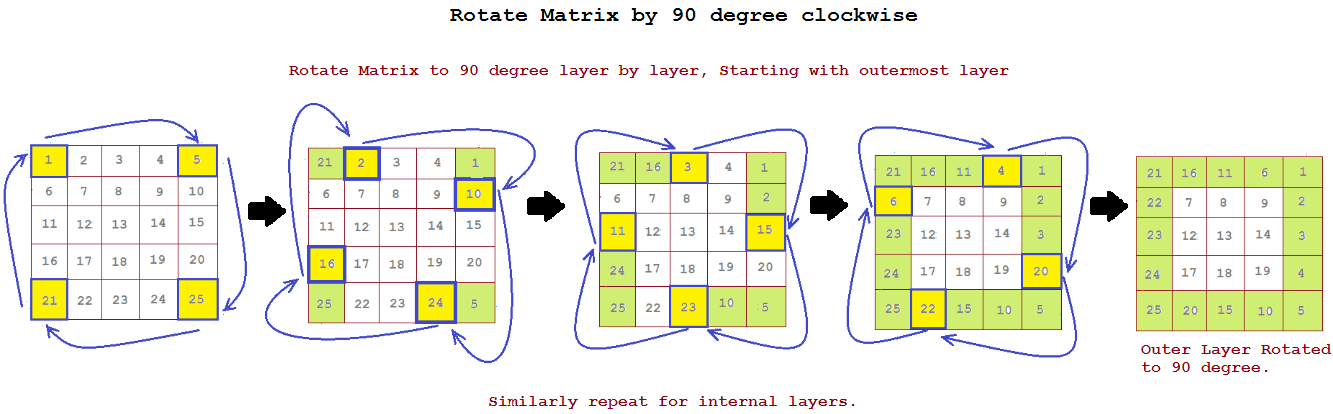 Rotate Matrix by 90 degree clockwise
Rotate Matrix to 90 degree layer by layer, Starting with outermost layer
1 2 3 4 5
6 7 8 9 10
11 12 13 14 15
16 17 18 19 20
21 22 23 24 25
21 2 3 4 1
6 7 8 9 10
11 12 13 14 15
16 17 18 19 20
25 22 23 24 5
21 16 3 4 1
6 7 8 9 2
11 12 13 14 15
24 17 18 19 20
25 22 23 10 5
21 16 11 4 1
6 7 8 9 2
23 12 13 14 3
24 17 18 19 20
25 22 15 10 5
21 16 11 6 1
22 7 8 9 2
23 12 13 14 3
24 17 18 19 4
25 20 15 10 5
Outer Layer Rotated
to 90 degree.
Similarly repeat for internal layers.